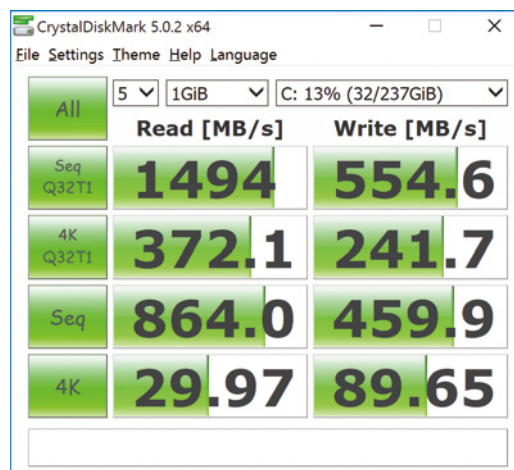 CrystalDiskMark 5.0.2 x64
File Settings Theme Help Language
All
5 1GiB C: 13% (32/237GiB)
Read [MB/s] Write [MB/s]
Seq
Q32T1
1494 554.6
4K
Q32T1
372.1 241.7
Seq 864.0 459.9
4K 29.97 89.65